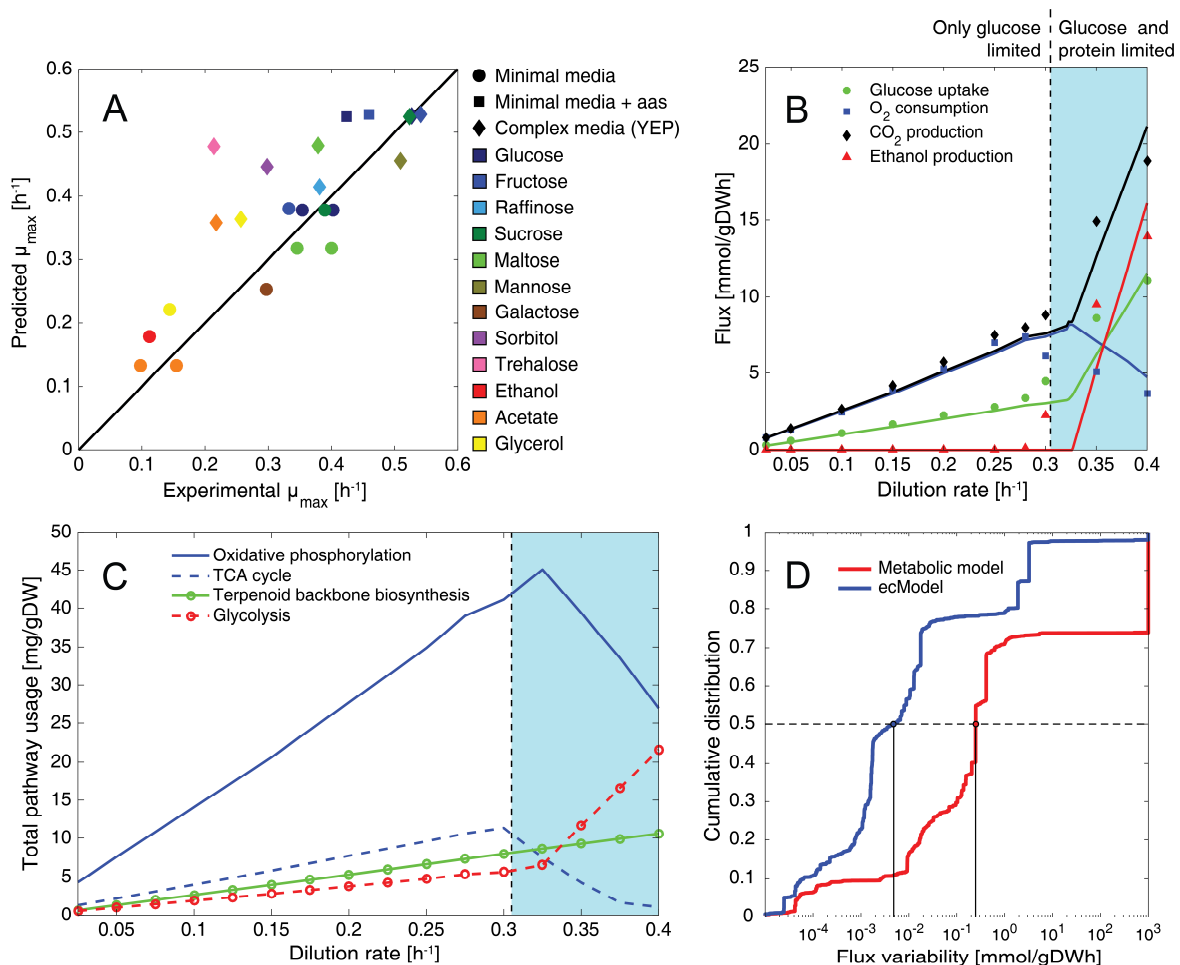 A
Predicted μmax [h-1]
0.6
0.5
0.4
0.3
0.2
0.1
0
0
0.1
0.2
0.3
0.4
0.5
0.6
Experimental μmax [h-1]
Minimal media
Minimal media + aas
Complex media (YEP)
Glucose
Fructose
Raffinose
Sucrose
Maltose
Mannose
Galactose
Sorbitol
Trehalose
Ethanol
Acetate
Glycerol
Only glucose limited
Glucose and protein limited
B
Glucose uptake
O2 consumption
CO2 production
Ethanol production
Flux [mmol/gDWh]
25
20
15
10
5
0
0.05
0.1
0.15
0.2
0.25
0.3
0.35
0.4
Dilution rate [h-1]
C
Oxidative phosphorylation
TCA cycle
Terpenoid backbone biosynthesis
Glycolysis
Total pathway usage [mg/gDW]
50
45
40
35
30
25
20
15
10
5
0
0.05
0.1
0.15
0.2
0.25
0.3
0.35
0.4
Dilution rate [h-1]
D
Metabolic model
ecModel
Cumulative distribution
1
0.9
0.8
0.7
0.6
0.5
0.4
0.3
0.2
0.1
0
10-4
10-3
10-2
10-1
100
101
102
103
Flux variability [mmol/gDWh]